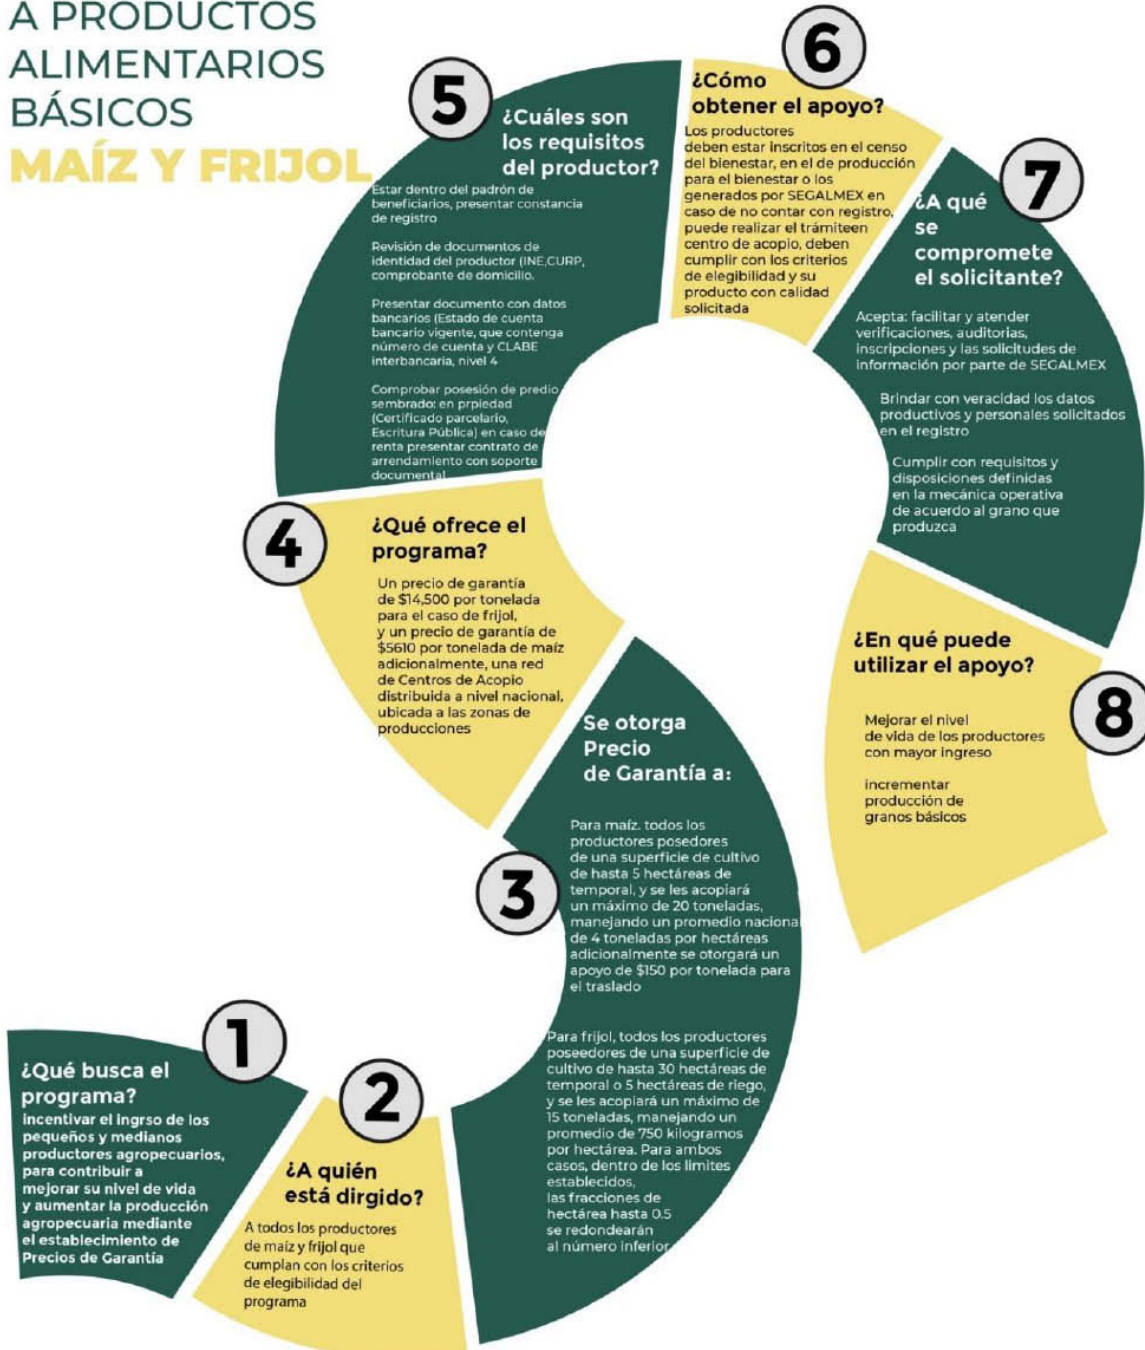 A PRODUCTOS
ALIMENTARIOS
BÁSICOS
MAÍZ Y FRIJOL
1
¿Qué busca el
programa?
incentivar el ingrso de los
pequeños y medianos
productores agropecuarios,
para contribuir a
mejorar su nivel de vida
y aumentar la producción
agropecuaria mediante
el establecimiento de
Precios de Garantía
2
¿A quién
está dirgido?
A todos los productores
de maíz y frijol que
cumplan con los criterios
de elegibilidad del
programa
3
Se otorga
Precio
de Garantía a:
Para maíz. todos los
productores posedores
de una superficie de cultivo
de hasta 5 hectáreas de
temporal, y se les acopiará
un máximo de 20 toneladas,
manejando un promedio nacional
de 4 toneladas por hectáreas
adicionalmente se otorgará un
apoyo de $150 por tonelada para
el traslado
Para frijol, todos los productores
poseedores de una superficie de
cultivo de hasta 30 hectáreas de
temporal o 5 hectáreas de riego,
y se les acopiará un máximo de
15 toneladas, manejando un
promedio de 750 kilogramos
por hectárea. Para ambos
casos, dentro de los limites
establecidos,
las fracciones de
hectárea hasta 0.5
se redondearán
al número inferior
4
¿Qué ofrece el
programa?
Un precio de garantía
de $14,500 por tonelada
para el caso de frijol,
y un precio de garantía de
$5610 por tonelada de maíz
adicionalmente, una red
de Centros de Acopio
distribuida a nivel nacional,
ubicada a las zonas de
producciones
5
¿Cuáles son
los requisitos
del productor?
Estar dentro del padrón de
beneficiarios, presentar constancia
de registro
Revisión de documentos de
identidad del productor (INE,CURP,
comprobante de domicilo.
Presentar documento con datos
bancarios (Estado de cuenta
bancario vigente, que contenga
número de cuenta y CLABE
interbancaria, nivel 4
Comprobar posesión de predio
sembrado: en prpiedad
(Certificado parcelario,
Escritura Pública) en caso de
renta presentar contrato de
arrendamiento con soporte
documental
6
¿Cómo
obtener el apoyo?
Los productores
deben estar inscritos en el censo
del bienestar, en el de producción
para el bienestar o los
generados por SEGALMEX en
caso de no contar con registro,
puede realizar el trámiteen
centro de acopio, deben
cumplir con los criterios
de elegibilidad y su
producto con calidad
solicitada
7
¿A qué
se
compromete
el solicitante?
Acepta: facilitar y atender
verificaciones, auditorias,
inscripciones y las solicitudes de
información por parte de SEGALMEX
Brindar con veracidad los datos
productivos y personales solicitados
en el registro
Cumplir con requisitos y
disposiciones definidas
en la mecánica operativa
de acuerdo al grano que
produzca
8
¿En qué puede
utilizar el apoyo?
Mejorar el nivel
de vida de los productores
con mayor ingreso
incrementar
producción de
granos básicos